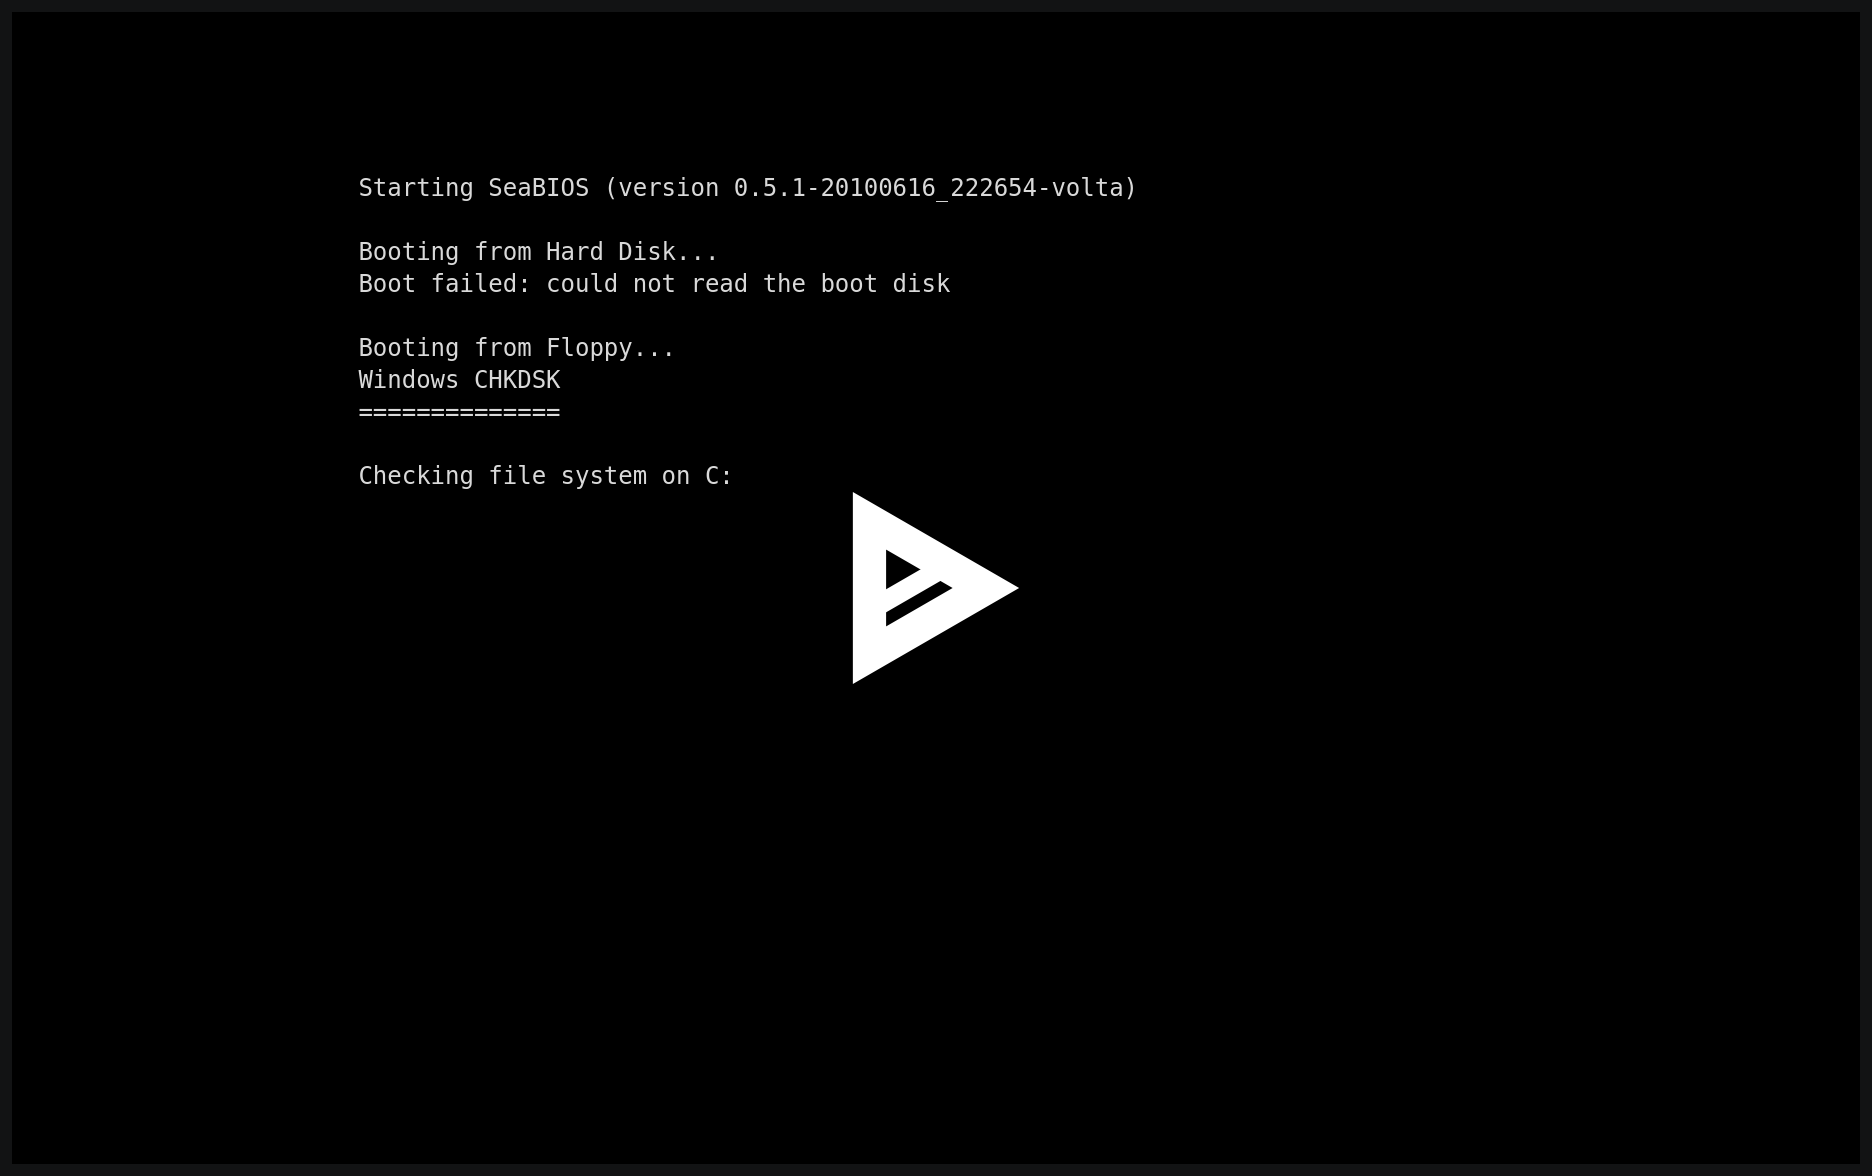 Starting SeaBIOS (version 0.5.1-20100616_222654-volta)
Booting from Hard Disk...
Boot failed: could not read the boot disk
Booting from Floppy...
Windows CHKDSK
==============
Checking file system on C: